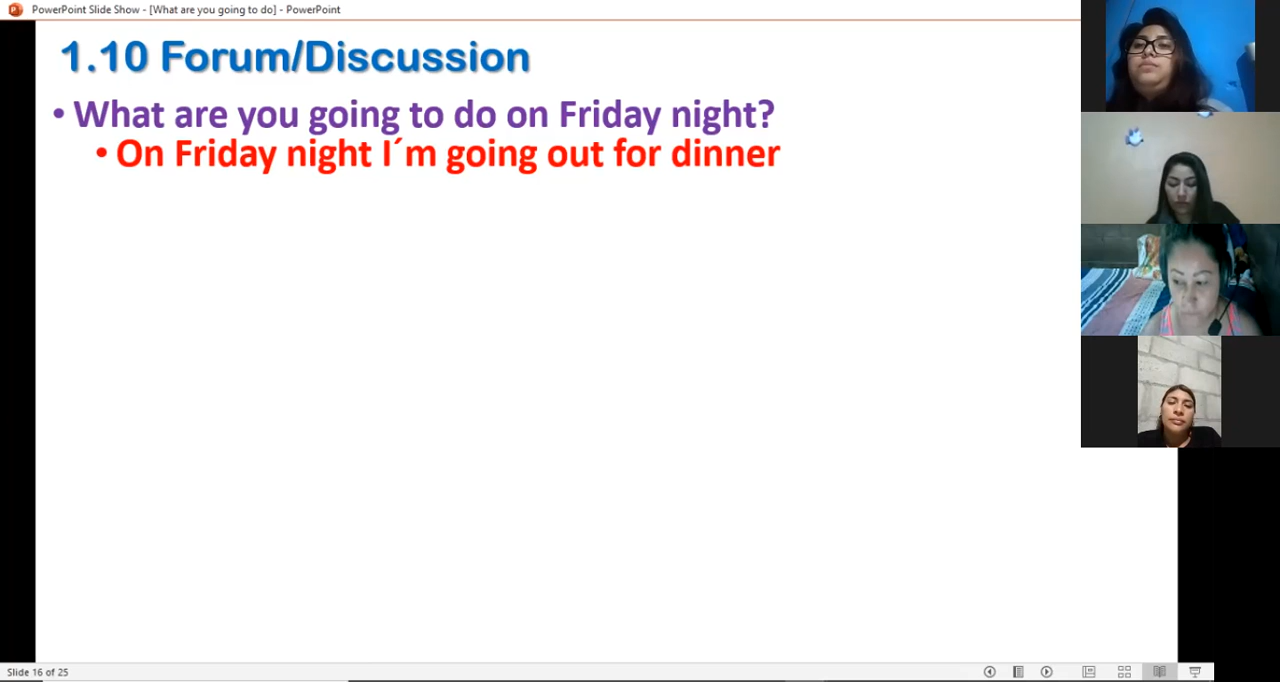 PowerPoint Slide Show - [What are you going to do] - PowerPoint
1.10 Forum/Discussion
• What are you going to do on Friday night?
• On Friday night I´m going out for dinner
Slide 16 of 25